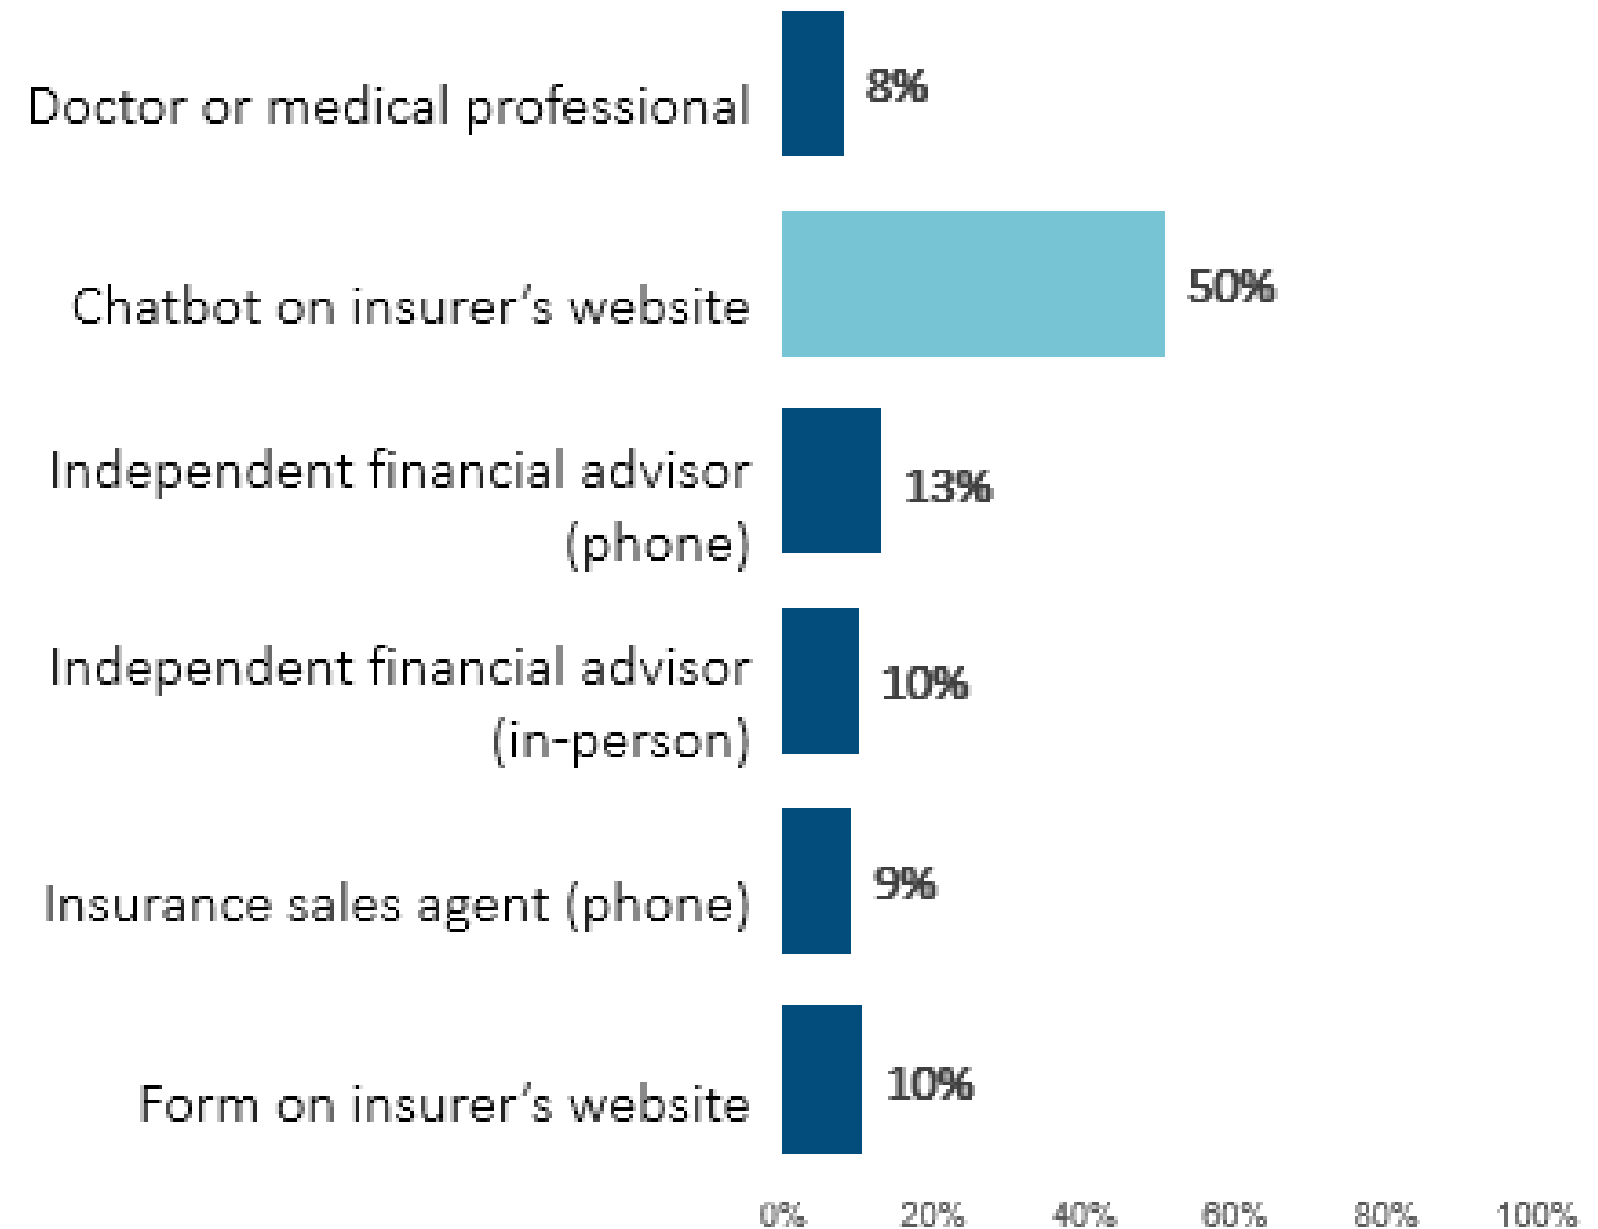 Doctor or medical professional
8%
Chatbot on insurer’s website
50%
Independent financial advisor
(phone)
13%
Independent financial advisor
(in-person)
10%
Insurance sales agent (phone)
9%
Form on insurer’s website
10%
0% 20% 40% 60% 80% 100%